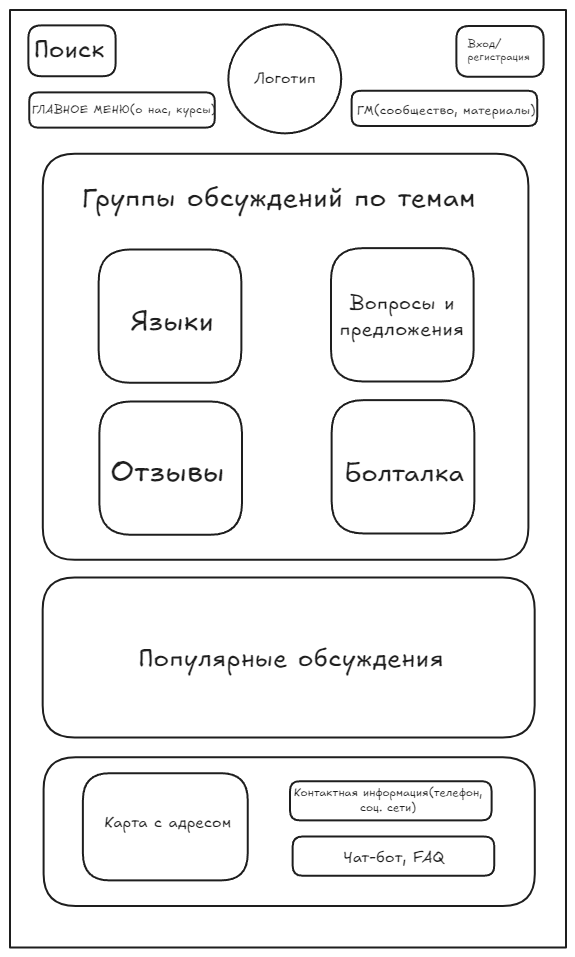 Поиск
Логотип
Вход/
регистрация
ГЛАВНОЕ МЕНЮ(о нас, курсы)
ГМ(сообщество, материалы)
Группы обсуждений по темам
Языки
Вопросы и
предложения
Отзывы
Болталка
Популярные обсуждения
Карта с адресом
Контактная информация(телефон,
соц. сети)
Чат-бот, FAQ